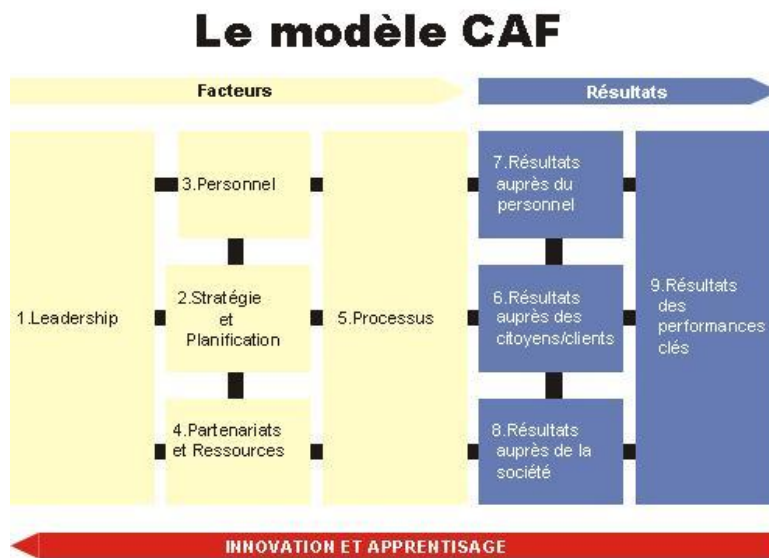 Le modèle CAF
Facteurs
Résultats
1.Leadership
3.Personnel
2.Stratégie
et
Planification
4.Partenariats
et Ressources
5.Processus
7.Résultats
auprès du
personnel
6.Résultats
auprès des
citoyens/clients
8.Résultats
auprès de la
société
9.Résultats
des
performances
clés
INNOVATION ET APPRENTISAGE